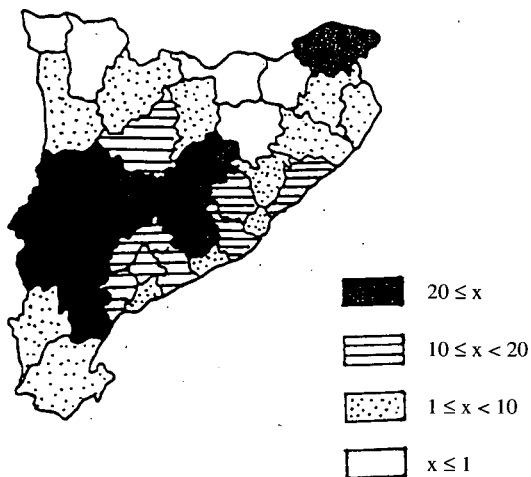 20 ≤ x
10 ≤ x < 20
1 ≤ x < 10
x ≤ 1